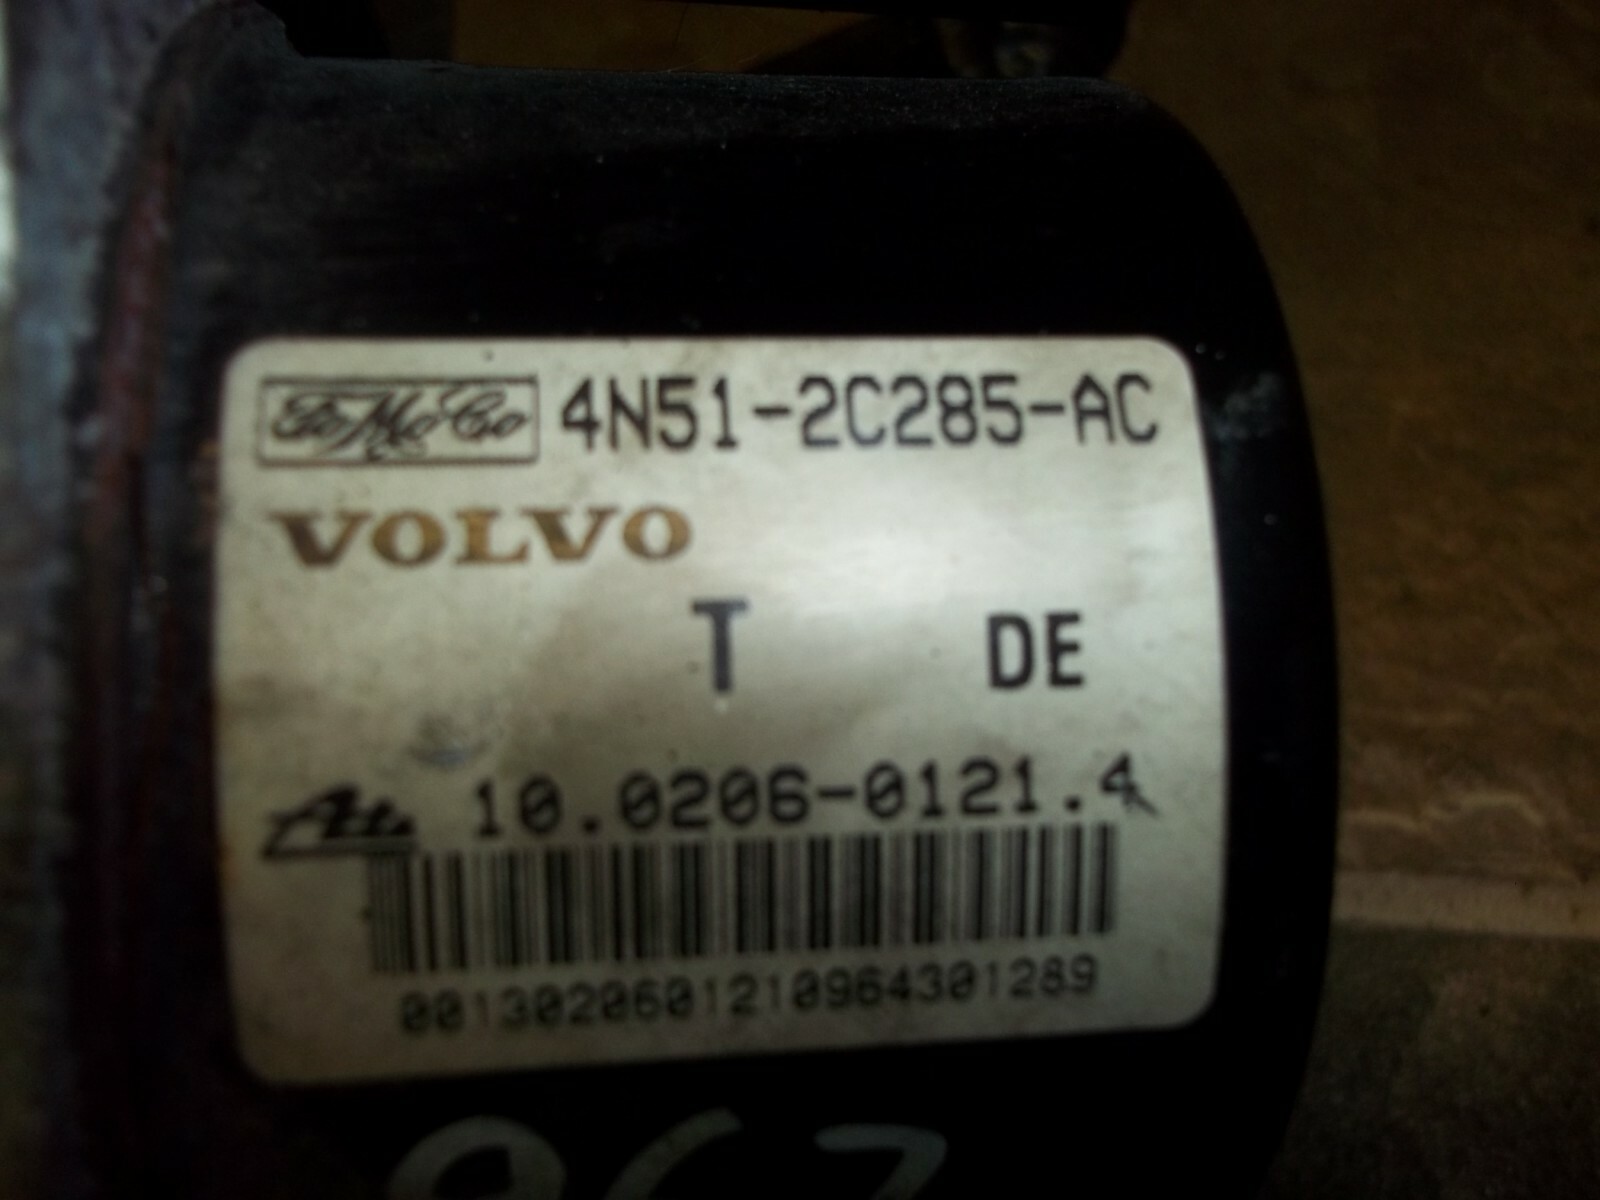 FoMoCo 4N51-2C285-AC
VOLVO
T DE
Ate 10.0206-0121.4
00130206012109643012​89